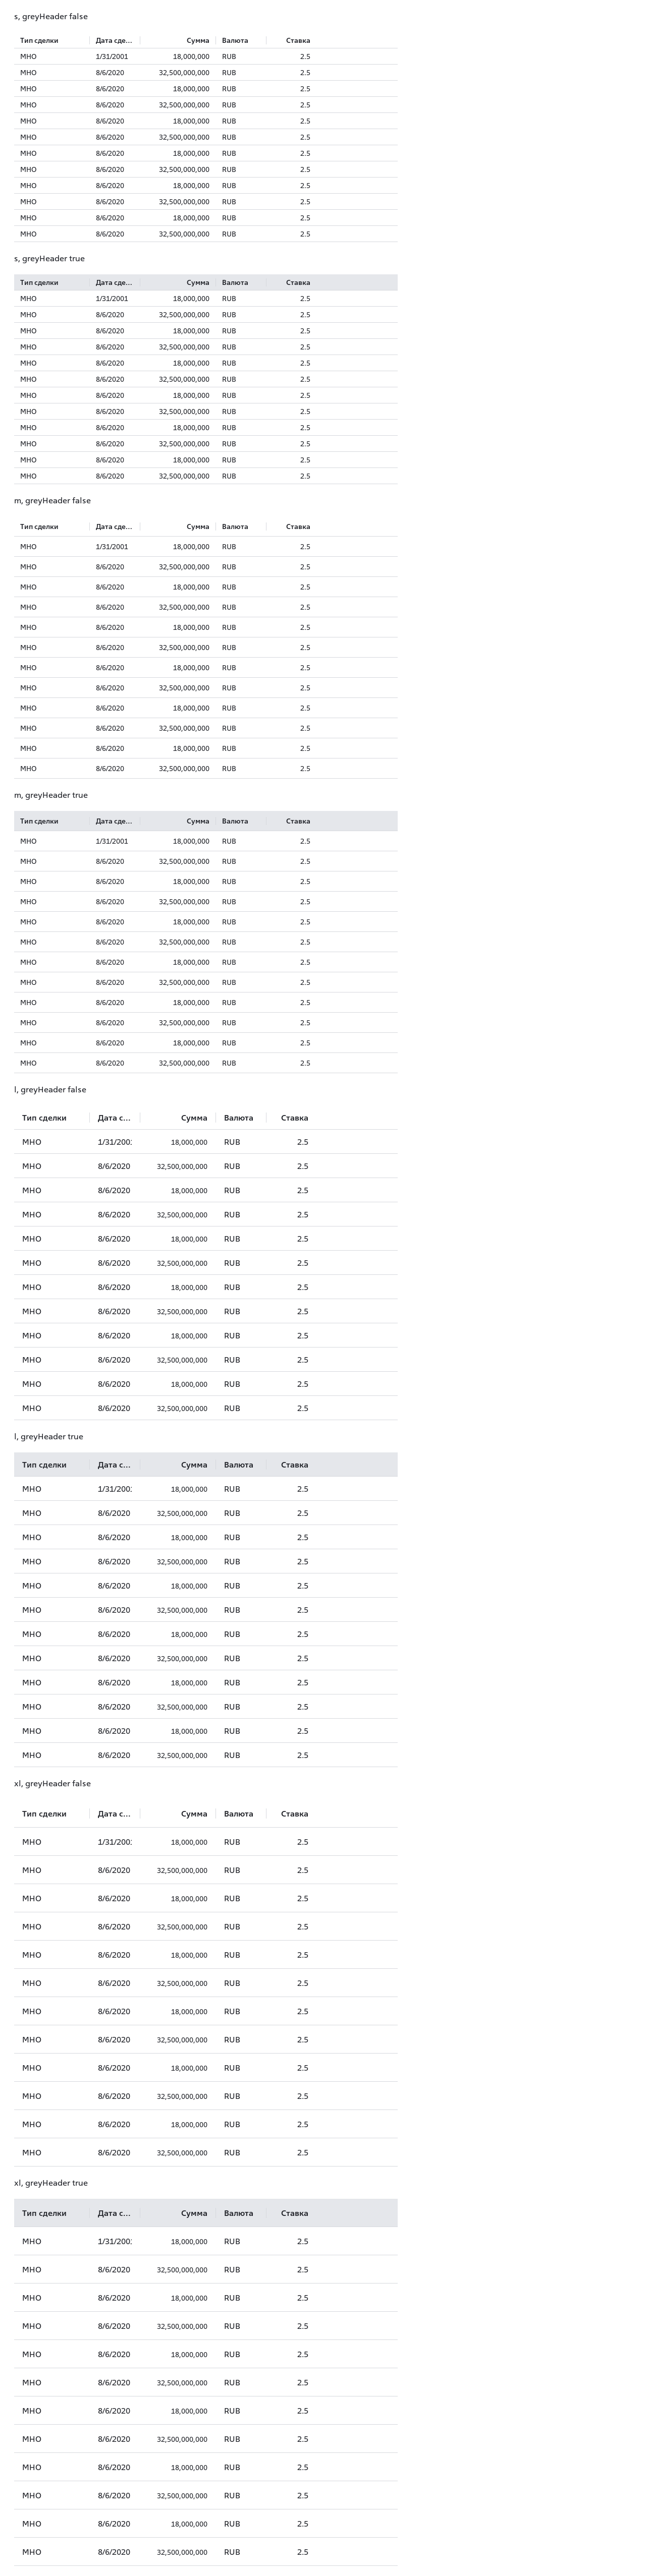 s, greyHeader false
Тип сделки Дата сде... Сумма Валюта Ставка
МНО 1/31/2001 18,000,000 RUB 2.5
МНО 8/6/2020 32,500,000,000 RUB 2.5
МНО 8/6/2020 18,000,000 RUB 2.5
МНО 8/6/2020 32,500,000,000 RUB 2.5
МНО 8/6/2020 18,000,000 RUB 2.5
МНО 8/6/2020 32,500,000,000 RUB 2.5
МНО 8/6/2020 18,000,000 RUB 2.5
МНО 8/6/2020 32,500,000,000 RUB 2.5
МНО 8/6/2020 18,000,000 RUB 2.5
МНО 8/6/2020 32,500,000,000 RUB 2.5
МНО 8/6/2020 18,000,000 RUB 2.5
МНО 8/6/2020 32,500,000,000 RUB 2.5
s, greyHeader true
Тип сделки Дата сде... Сумма Валюта Ставка
МНО 1/31/2001 18,000,000 RUB 2.5
МНО 8/6/2020 32,500,000,000 RUB 2.5
МНО 8/6/2020 18,000,000 RUB 2.5
МНО 8/6/2020 32,500,000,000 RUB 2.5
МНО 8/6/2020 18,000,000 RUB 2.5
МНО 8/6/2020 32,500,000,000 RUB 2.5
МНО 8/6/2020 18,000,000 RUB 2.5
МНО 8/6/2020 32,500,000,000 RUB 2.5
МНО 8/6/2020 18,000,000 RUB 2.5
МНО 8/6/2020 32,500,000,000 RUB 2.5
МНО 8/6/2020 18,000,000 RUB 2.5
МНО 8/6/2020 32,500,000,000 RUB 2.5
m, greyHeader false
Тип сделки Дата сде... Сумма Валюта Ставка
МНО 1/31/2001 18,000,000 RUB 2.5
МНО 8/6/2020 32,500,000,000 RUB 2.5
МНО 8/6/2020 18,000,000 RUB 2.5
МНО 8/6/2020 32,500,000,000 RUB 2.5
МНО 8/6/2020 18,000,000 RUB 2.5
МНО 8/6/2020 32,500,000,000 RUB 2.5
МНО 8/6/2020 18,000,000 RUB 2.5
МНО 8/6/2020 32,500,000,000 RUB 2.5
МНО 8/6/2020 18,000,000 RUB 2.5
МНО 8/6/2020 32,500,000,000 RUB 2.5
МНО 8/6/2020 18,000,000 RUB 2.5
МНО 8/6/2020 32,500,000,000 RUB 2.5
m, greyHeader true
Тип сделки Дата сде... Сумма Валюта Ставка
МНО 1/31/2001 18,000,000 RUB 2.5
МНО 8/6/2020 32,500,000,000 RUB 2.5
МНО 8/6/2020 18,000,000 RUB 2.5
МНО 8/6/2020 32,500,000,000 RUB 2.5
МНО 8/6/2020 18,000,000 RUB 2.5
МНО 8/6/2020 32,500,000,000 RUB 2.5
МНО 8/6/2020 18,000,000 RUB 2.5
МНО 8/6/2020 32,500,000,000 RUB 2.5
МНО 8/6/2020 18,000,000 RUB 2.5
МНО 8/6/2020 32,500,000,000 RUB 2.5
МНО 8/6/2020 18,000,000 RUB 2.5
МНО 8/6/2020 32,500,000,000 RUB 2.5
l, greyHeader false
Тип сделки Дата с... Сумма Валюта Ставка
МНО 1/31/200 18,000,000 RUB 2.5
МНО 8/6/2020 32,500,000,000 RUB 2.5
МНО 8/6/2020 18,000,000 RUB 2.5
МНО 8/6/2020 32,500,000,000 RUB 2.5
МНО 8/6/2020 18,000,000 RUB 2.5
МНО 8/6/2020 32,500,000,000 RUB 2.5
МНО 8/6/2020 18,000,000 RUB 2.5
МНО 8/6/2020 32,500,000,000 RUB 2.5
МНО 8/6/2020 18,000,000 RUB 2.5
МНО 8/6/2020 32,500,000,000 RUB 2.5
МНО 8/6/2020 18,000,000 RUB 2.5
МНО 8/6/2020 32,500,000,000 RUB 2.5
l, greyHeader true
Тип сделки Дата с... Сумма Валюта Ставка
МНО 1/31/200 18,000,000 RUB 2.5
МНО 8/6/2020 32,500,000,000 RUB 2.5
МНО 8/6/2020 18,000,000 RUB 2.5
МНО 8/6/2020 32,500,000,000 RUB 2.5
МНО 8/6/2020 18,000,000 RUB 2.5
МНО 8/6/2020 32,500,000,000 RUB 2.5
МНО 8/6/2020 18,000,000 RUB 2.5
МНО 8/6/2020 32,500,000,000 RUB 2.5
МНО 8/6/2020 18,000,000 RUB 2.5
МНО 8/6/2020 32,500,000,000 RUB 2.5
МНО 8/6/2020 18,000,000 RUB 2.5
МНО 8/6/2020 32,500,000,000 RUB 2.5
xl, greyHeader false
Тип сделки Дата с... Сумма Валюта Ставка
МНО 1/31/200 18,000,000 RUB 2.5
МНО 8/6/2020 32,500,000,000 RUB 2.5
МНО 8/6/2020 18,000,000 RUB 2.5
МНО 8/6/2020 32,500,000,000 RUB 2.5
МНО 8/6/2020 18,000,000 RUB 2.5
МНО 8/6/2020 32,500,000,000 RUB 2.5
МНО 8/6/2020 18,000,000 RUB 2.5
МНО 8/6/2020 32,500,000,000 RUB 2.5
МНО 8/6/2020 18,000,000 RUB 2.5
МНО 8/6/2020 32,500,000,000 RUB 2.5
МНО 8/6/2020 18,000,000 RUB 2.5
МНО 8/6/2020 32,500,000,000 RUB 2.5
xl, greyHeader true
Тип сделки Дата с... Сумма Валюта Ставка
МНО 1/31/200 18,000,000 RUB 2.5
МНО 8/6/2020 32,500,000,000 RUB 2.5
МНО 8/6/2020 18,000,000 RUB 2.5
МНО 8/6/2020 32,500,000,000 RUB 2.5
МНО 8/6/2020 18,000,000 RUB 2.5
МНО 8/6/2020 32,500,000,000 RUB 2.5
МНО 8/6/2020 18,000,000 RUB 2.5
МНО 8/6/2020 32,500,000,000 RUB 2.5
МНО 8/6/2020 18,000,000 RUB 2.5
МНО 8/6/2020 32,500,000,000 RUB 2.5
МНО 8/6/2020 18,000,000 RUB 2.5
МНО 8/6/2020 32,500,000,000 RUB 2.5